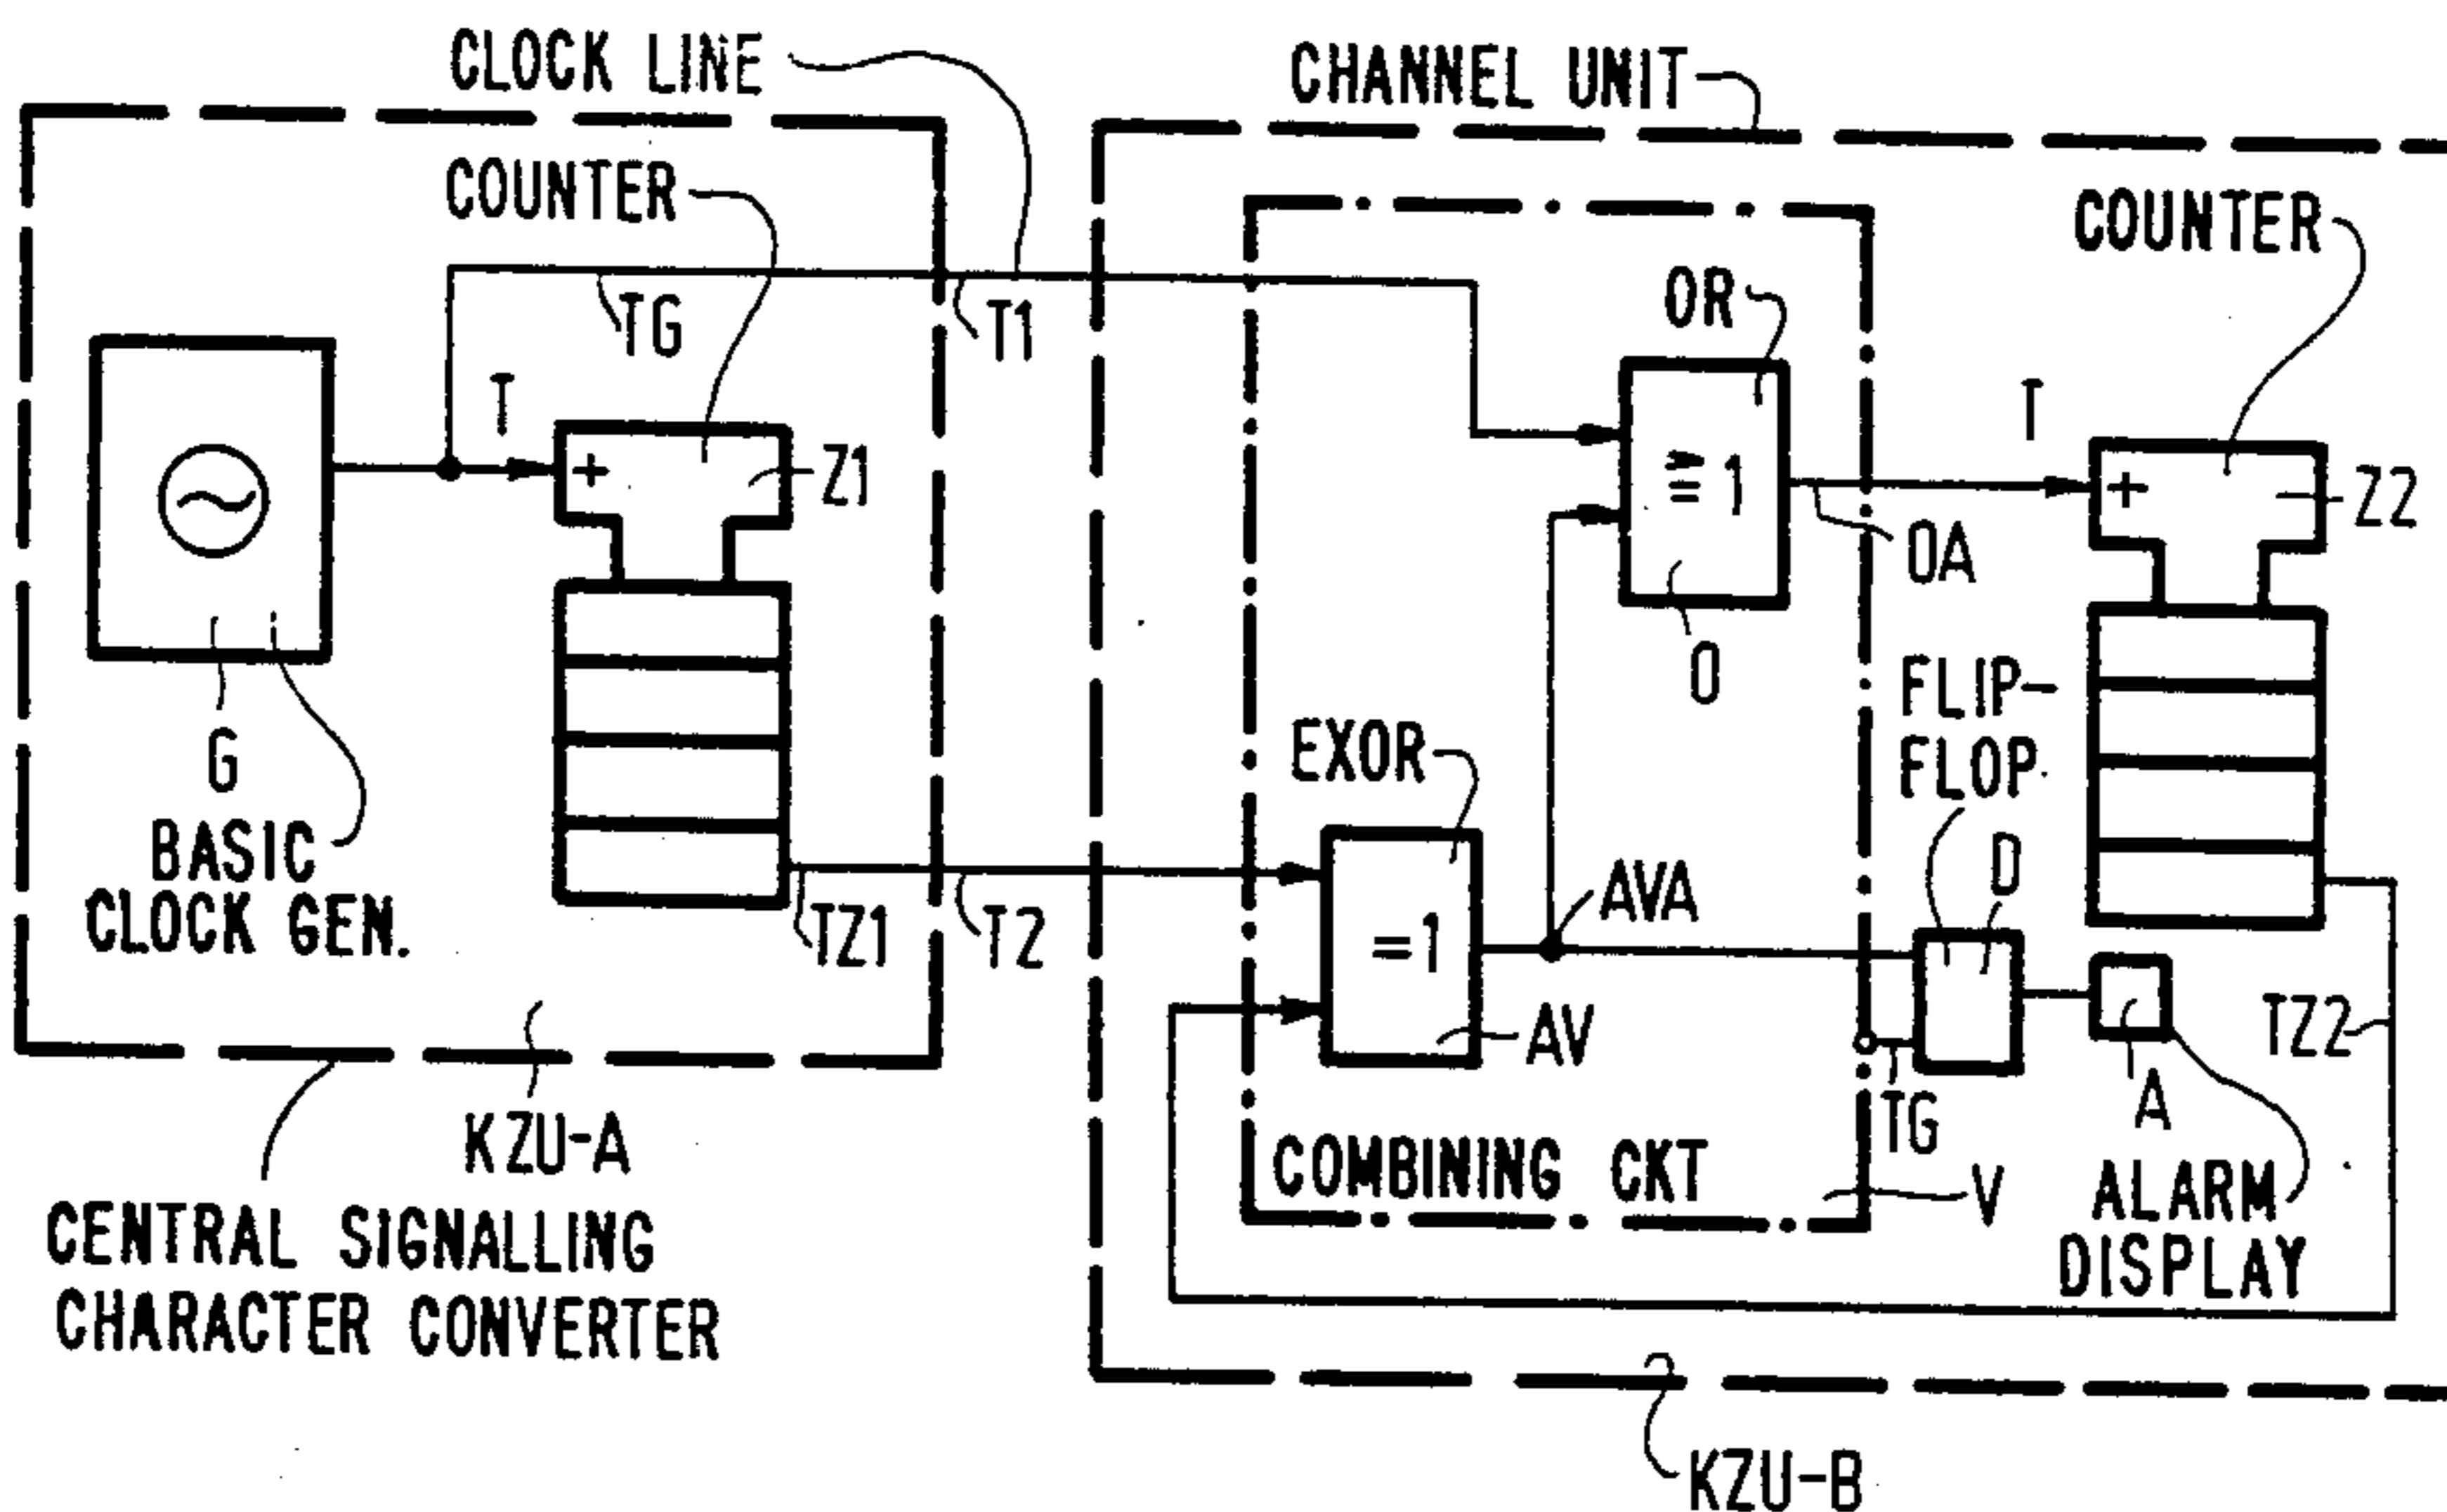 CLOCK LINE
CHANNEL UNIT
COUNTER
COUNTER
TG
T1
OR
T
+
Z1
≥1
T
+
Z2
OA
O
G
BASIC
CLOCK GEN.
EXOR
FLIP-
FLOP
D
TZ1
T2
=1
AVA
AV
TG
A
TZ2
KZU-A
COMBINING CKT
V
ALARM
DISPLAY
CENTRAL SIGNALLING
CHARACTER CONVERTER
KZU-B